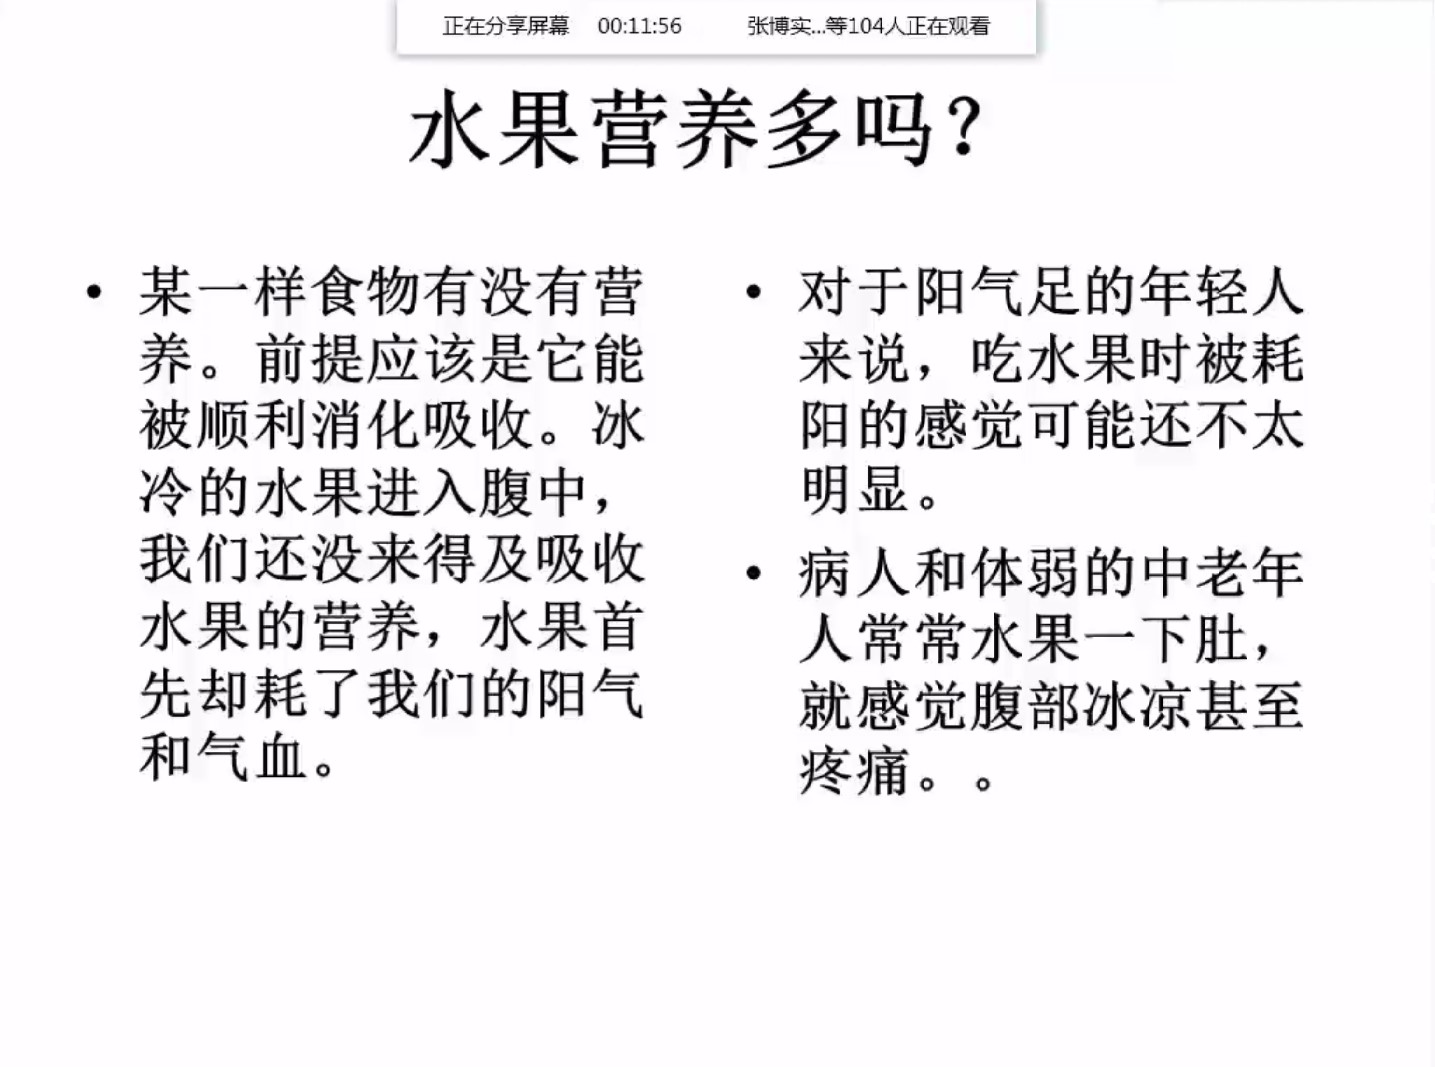 正在分享屏幕 00:11:56 张博实...等104人正在观看
水果营养多吗？
• 某一样食物有没有营
养。前提应该是它能
被顺利消化吸收。冰
冷的水果进入腹中，
我们还没来得及吸收
水果的营养，水果首
先却耗了我们的阳气
和气血。
• 对于阳气足的年轻人
来说，吃水果时被耗
阳的感觉可能还不太
明显。
• 病人和体弱的中老年
人常常水果一下肚，
就感觉腹部冰凉甚至
疼痛。。